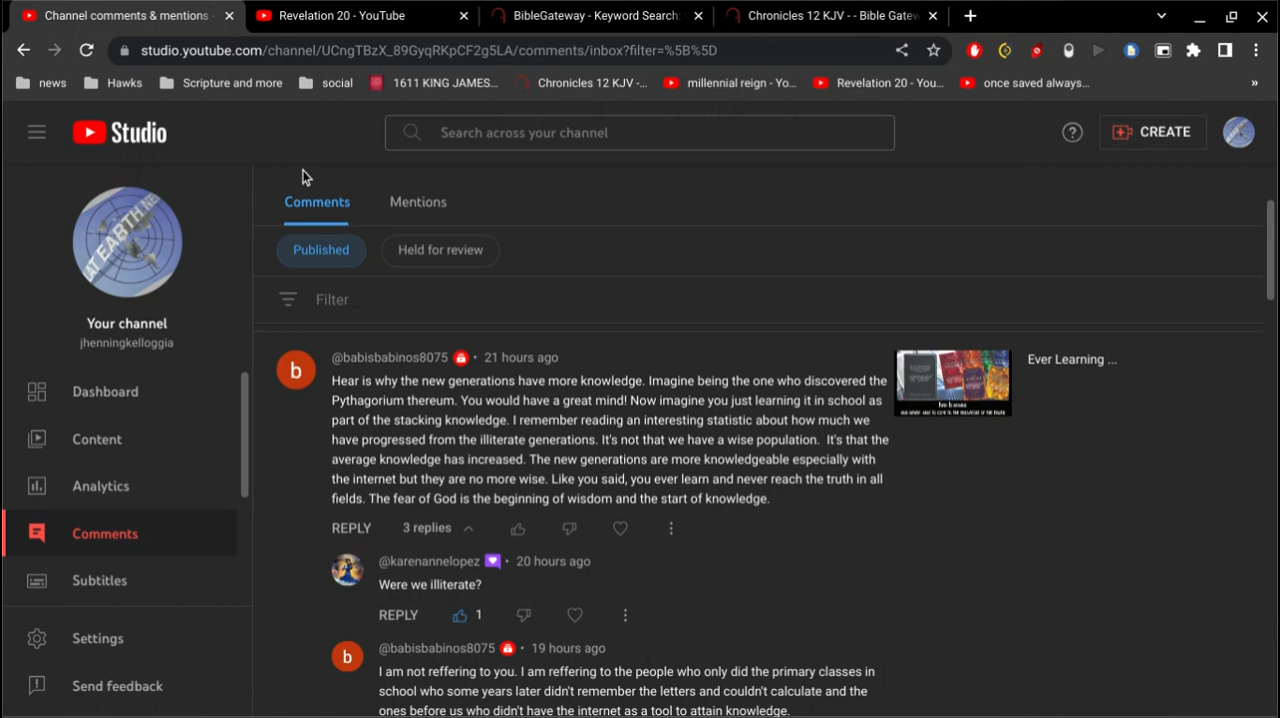 Channel comments & mentions -
Revelation 20 - YouTube
BibleGateway - Keyword Search:
Chronicles 12 KJV - - Bible Gatew
studio.youtube.com/channel/UCngTBzX_89GyqRKpCF2g5LA/comments/inbox?filter=%5B%5D
news
Hawks
Scripture and more
social
1611 KING JAMES...
Chronicles 12 KJV -...
millennial reign - Yo...
Revelation 20 - You...
once saved always...
»
Studio
Search across your channel
CREATE
AT EARTH NE
Your channel
jhenningkelloggia
Dashboard
Content
Analytics
Comments
Subtitles
Settings
Send feedback
Comments
Mentions
Published
Held for review
Filter
b
@babisbabinos8075 • 21 hours ago
Hear is why the new generations have more knowledge. Imagine being the one who discovered the
Pythagorium thereum. You would have a great mind! Now imagine you just learning it in school as
part of the stacking knowledge. I remember reading an interesting statistic about how much we
have progressed from the illiterate generations. It's not that we have a wise population. It's that the
average knowledge has increased. The new generations are more knowledgeable especially with
the internet but they are no more wise. Like you said, you ever learn and never reach the truth in all
fields. The fear of God is the beginning of wisdom and the start of knowledge.
REPLY
3 replies
Ever Learning ...
@karenannelopez • 20 hours ago
Were we illiterate?
REPLY
1
b
@babisbabinos8075 • 19 hours ago
I am not reffering to you. I am reffering to the people who only did the primary classes in
school who some years later didn't remember the letters and couldn't calculate and the
ones before us who didn't have the internet as a tool to attain knowledge.